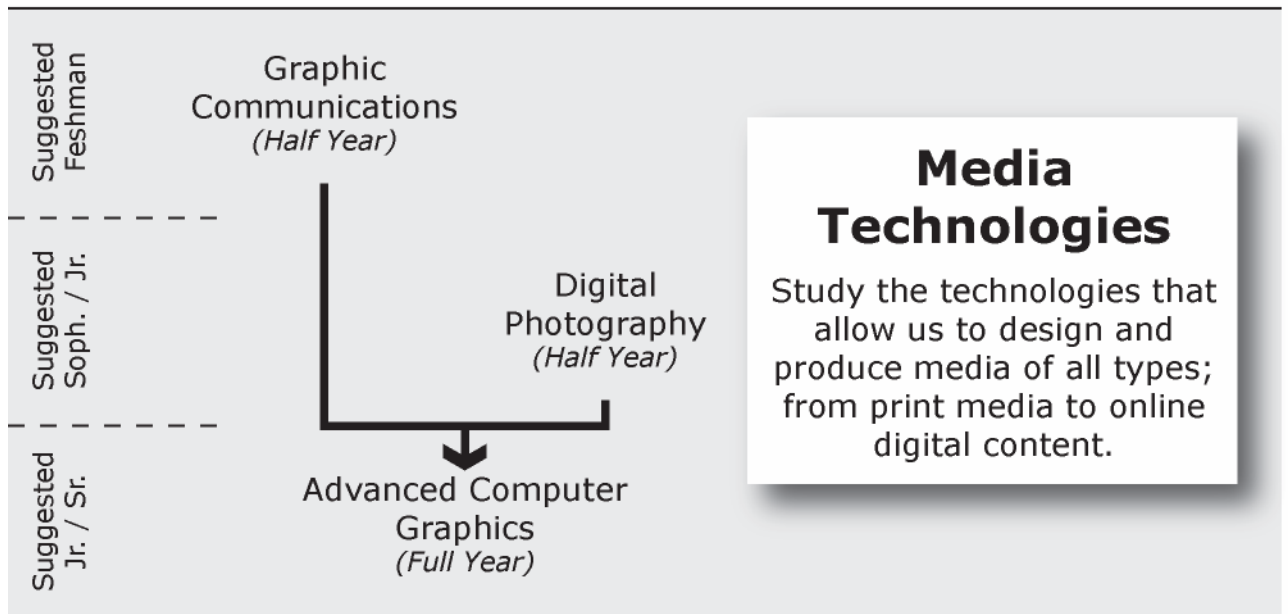 Suggested
Feshman
Graphic
Communications
(Half Year)
Suggested
Soph. / Jr.
Digital
Photography
(Half Year)
Suggested
Jr. / Sr.
Advanced Computer
Graphics
(Full Year)
Media
Technologies
Study the technologies that
allow us to design and
produce media of all types;
from print media to online
digital content.